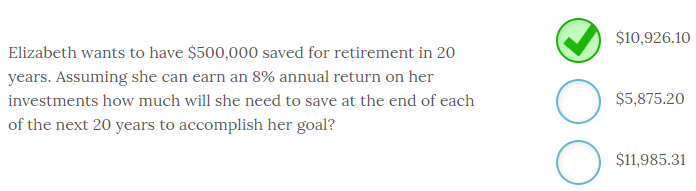 Elizabeth wants to have $500,000 saved for retirement in 20
years. Assuming she can earn an 8% annual return on her
investments how much will she need to save at the end of each
of the next 20 years to accomplish her goal?
$10,926.10
$5,875.20
$11,985.31